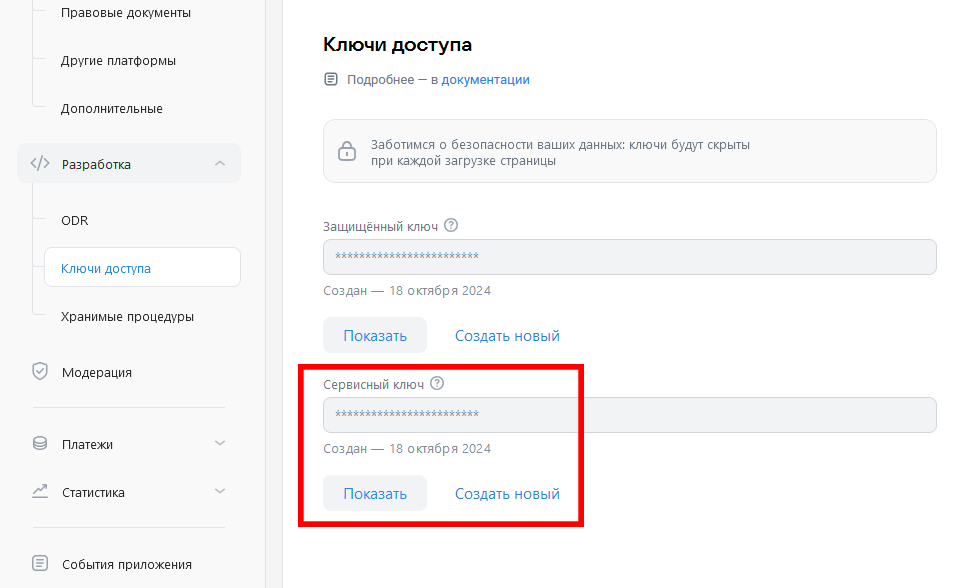 Правовые документы
Другие платформы
Дополнительные
Разработка
ODR
Ключи доступа
Хранимые процедуры
Модерация
Платежи
Статистика
События приложения
Ключи доступа
Подробнее — в документации
Заботимся о безопасности ваших данных: ключи будут скрыты
при каждой загрузке страницы
Защищённый ключ ?
************************
Создан — 18 октября 2024
Показать Создать новый
Сервисный ключ ?
************************
Создан — 18 октября 2024
Показать Создать новый